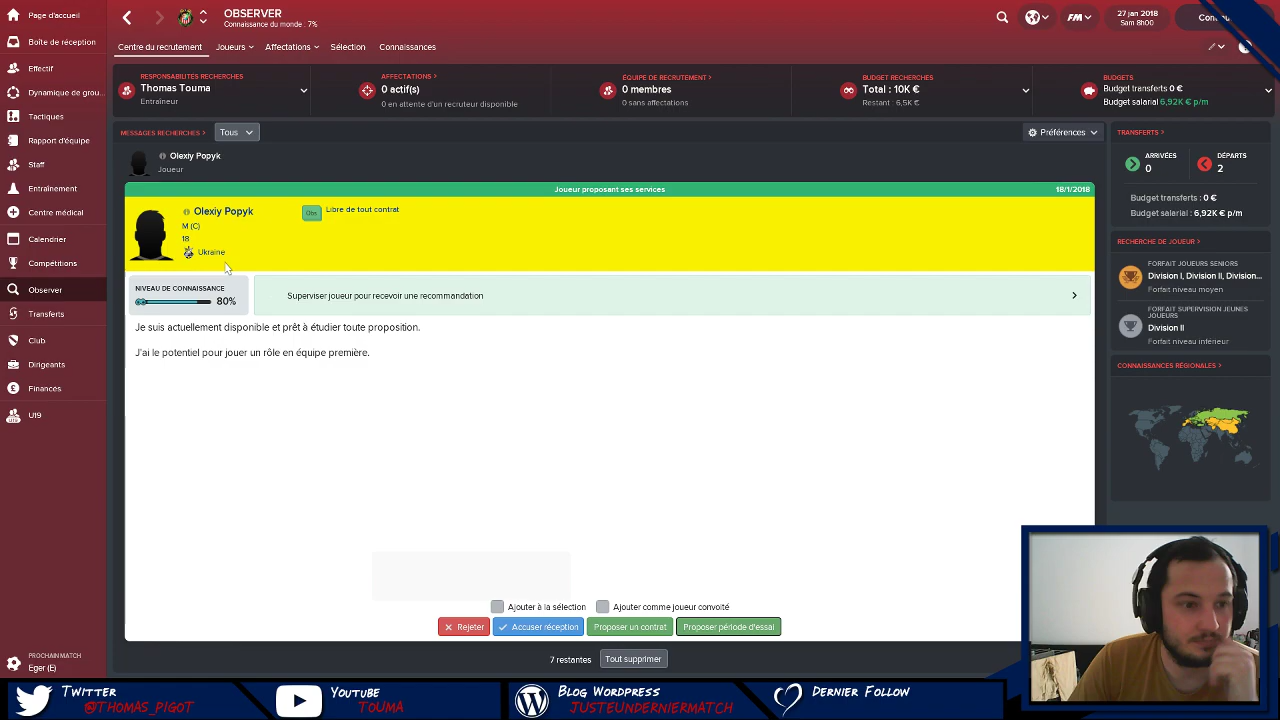 Page d'accueil
Boîte de réception
Effectif
Dynamique de grou...
Tactiques
Rapport d'équipe
Staff
Entraînement
Centre médical
Calendrier
Compétitions
Observer
Transferts
Club
Dirigeants
Finances
U19
PROCHAIN MATCH
Eger (E)
OBSERVER
Connaissance du monde : 7%
FM
27 jan 2018
Sam 8h00
Centre du recrutement
Joueurs
Affectations
Sélection
Connaissances
RESPONSABILITÉS RECHERCHES
Thomas Touma
Entraîneur
AFFECTATIONS >
0 actif(s)
0 en attente d'un recruteur disponible
ÉQUIPE DE RECRUTEMENT >
0 membres
0 sans affectations
BUDGET RECHERCHES
Total : 10K €
Restant : 6,5K €
BUDGETS
Budget transferts 0 €
Budget salarial 6,92K € p/m
MESSAGES RECHERCHES >
Tous
Préférences
Olexiy Popyk
Joueur
Joueur proposant ses services
18/1/2018
Olexiy Popyk
M (C)
18
Ukraine
Obs
Libre de tout contrat
NIVEAU DE CONNAISSANCE
80%
Superviser joueur pour recevoir une recommandation
Je suis actuellement disponible et prêt à étudier toute proposition.
J'ai le potentiel pour jouer un rôle en équipe première.
Ajouter à la sélection
Ajouter comme joueur convoité
Rejeter
Accuser réception
Proposer un contrat
Proposer période d'essai
7 restantes
Tout supprimer
TRANSFERTS >
ARRIVÉES
0
DÉPARTS
2
Budget transferts : 0 €
Budget salarial : 6,92K € p/m
RECHERCHE DE JOUEUR >
FORFAIT JOUEURS SENIORS
Division I, Division II, Division...
Forfait niveau moyen
FORFAIT SUPERVISION JEUNES
JOUEURS
Division II
Forfait niveau inférieur
CONNAISSANCES RÉGIONALES >
Twitter
@Thomas_Pigot
Youtube
Touma
Blog Wordpress
justeunderniermatch
Dernier Follow